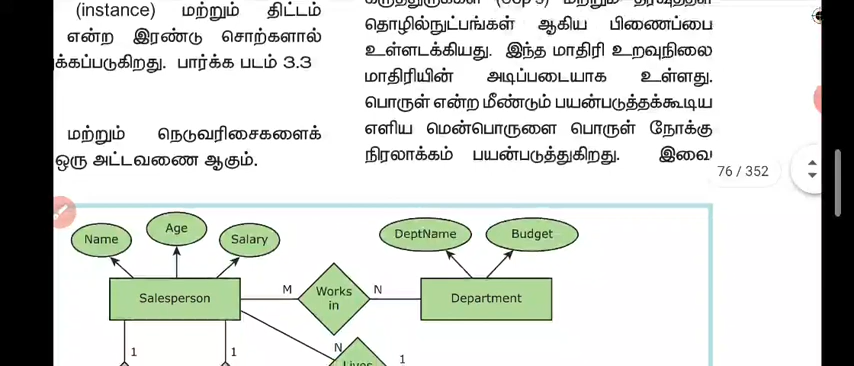 (instance) மற்றும் திட்டம்
என்ற இரண்டு சொற்களால்
க்கப்படுகிறது. பார்க்க படம் 3.3
மற்றும் நெடுவரிசைகளைக்
ஒரு அட்டவணை ஆகும்.
தொழில்நுட்பங்கள் ஆகிய பிணைப்பை
உள்ளடக்கியது. இந்த மாதிரி உறவுநிலை
மாதிரியின் அடிப்படையாக உள்ளது.
பொருள் என்ற மீண்டும் பயன்படுத்தக்கூடிய
எளிய மென்பொருளை பொருள் நோக்கு
நிரலாக்கம் பயன்படுத்துகிறது. இவை
76 / 352
Name
Age
Salary
DeptName
Budget
Salesperson
M
Works
in
N
Department
1
1
N
Lives
1